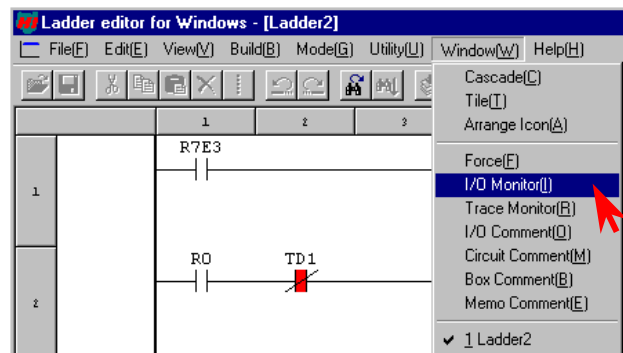 Ladder editor for Windows - [Ladder2]
File(F) Edit(E) View(V) Build(B) Mode(G) Utility(U) Window(W) Help(H)
Cascade(C)
Tile(T)
Arrange Icon(A)
Force(F)
I/O Monitor(I)
Trace Monitor(R)
I/O Comment(O)
Circuit Comment(M)
Box Comment(B)
Memo Comment(E)
1 Ladder2
1 2 3
R7E3
1
R0 TD1
2